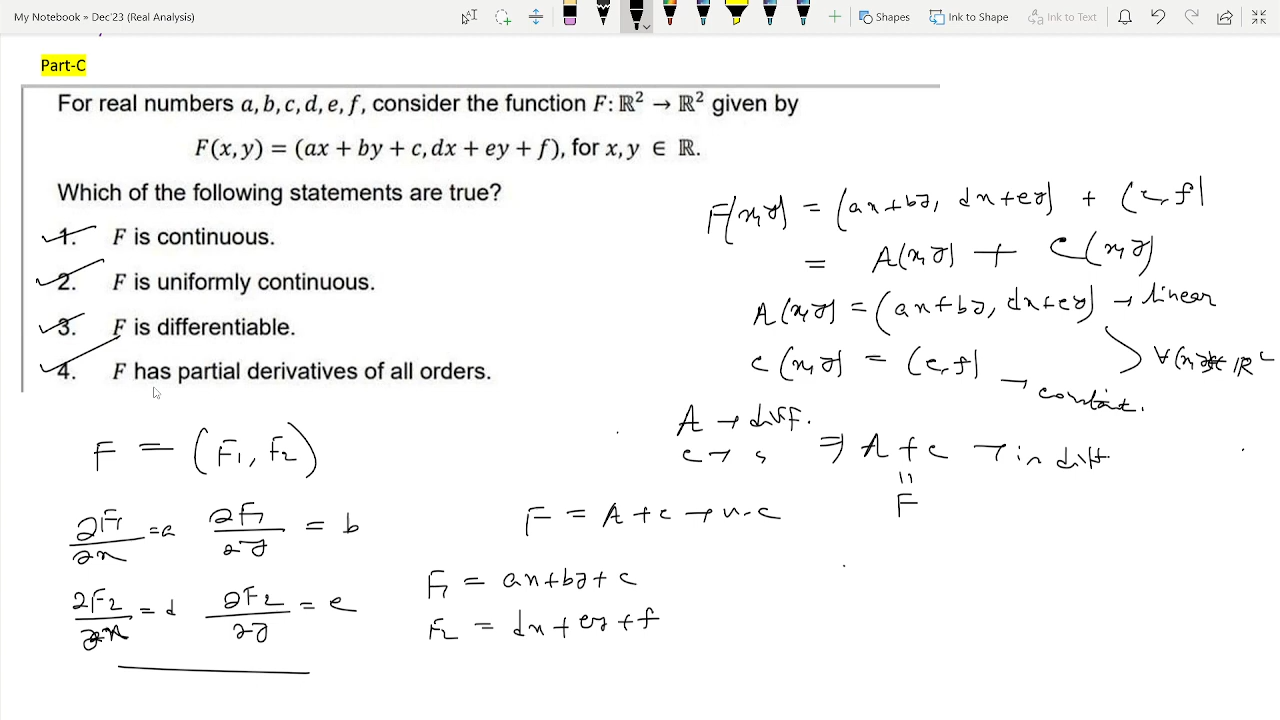 My Notebook » Dec'23 (Real Analysis)
Shapes Ink to Shape Ink to Text
Part-C
For real numbers a, b, c, d, e, f, consider the function F: ℝ² → ℝ² given by
F(x, y) = (ax + by + c, dx + ey + f), for x, y ∈ ℝ.
Which of the following statements are true?
1. F is continuous.
2. F is uniformly continuous.
3. F is differentiable.
4. F has partial derivatives of all orders.
F(x,y) = (ax+by, dx+ey) + (c, f)
= A(x,y) + C(x,y)
A(x,y) = (ax+by, dx+ey) → linear
C(x,y) = (c, f) → constant.
∀(x,y)∈ ℝ²
A → diff.
C → "
⇒ A + C → is diff
"
F
F = A + C → u.c
F = (F₁, F₂)
∂F₁/∂x = a ∂F₁/∂y = b
∂F₂/∂x = d ∂F₂/∂y = e
F₁ = ax+by+c
F₂ = dx+ey+f